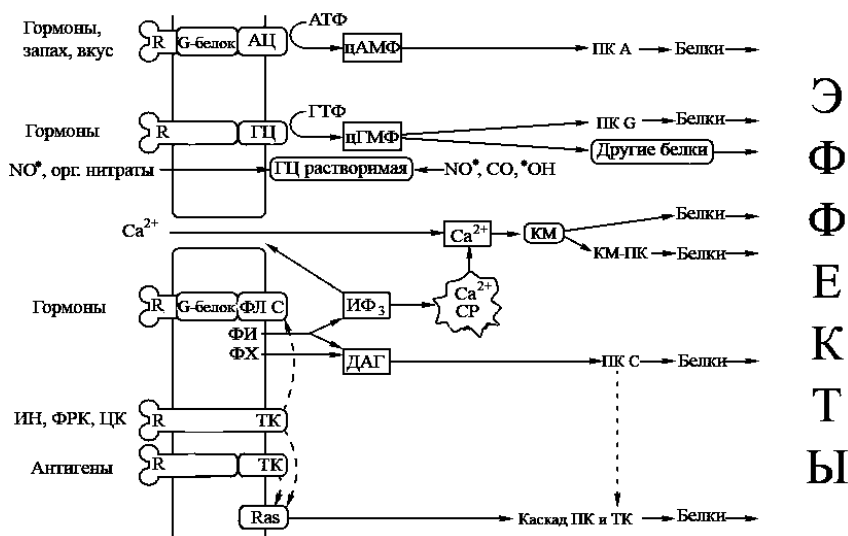 Гормоны,
запах, вкус
R G-белок АЦ АТФ цАМФ ПК А Белки
Гормоны R ГЦ ГТФ цГМФ ПК G Белки
Другие белки
NO*, орг. нитраты ГЦ растворимая NO*, CO, *OH
Ca2+ Ca2+ КМ Белки
КМ-ПК Белки
Гормоны R G-белок ФЛ С ИФ3 Ca2+
СР
ФИ
ФХ ДАГ ПК С Белки
ИН, ФРК, ЦК R ТК
Антигены R ТК
Ras Каскад ПК и ТК Белки
Э
Ф
Ф
Е
К
Т
Ы